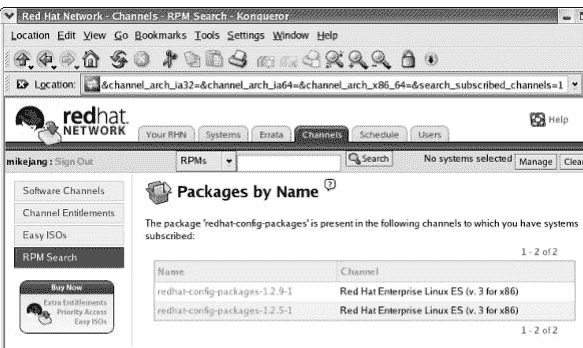 Red Hat Network - Channels - RPM Search - Konqueror
Location Edit View Go Bookmarks Tools Settings Window Help
Location: &channel_arch_ia32=&channel_arch_ia64=&channel_arch_x86_64=&search_subscribed_channels=1
redhat.
NETWORK
Your RHN Systems Errata Channels Schedule Users
Help
mikejang : Sign Out RPMs Search No systems selected Manage Clear
Software Channels
Channel Entitlements
Easy ISOs
RPM Search
Buy Now
Extra Entitlements
Priority Access
Easy ISOs
Packages by Name ?
The package 'redhat-config-packages' is present in the following channels to which you have systems
subscribed:
1 - 2 of 2
Name Channel
redhat-config-packages-1.2.9-1 Red Hat Enterprise Linux ES (v. 3 for x86)
redhat-config-packages-1.2.5-1 Red Hat Enterprise Linux ES (v. 3 for x86)
1 - 2 of 2